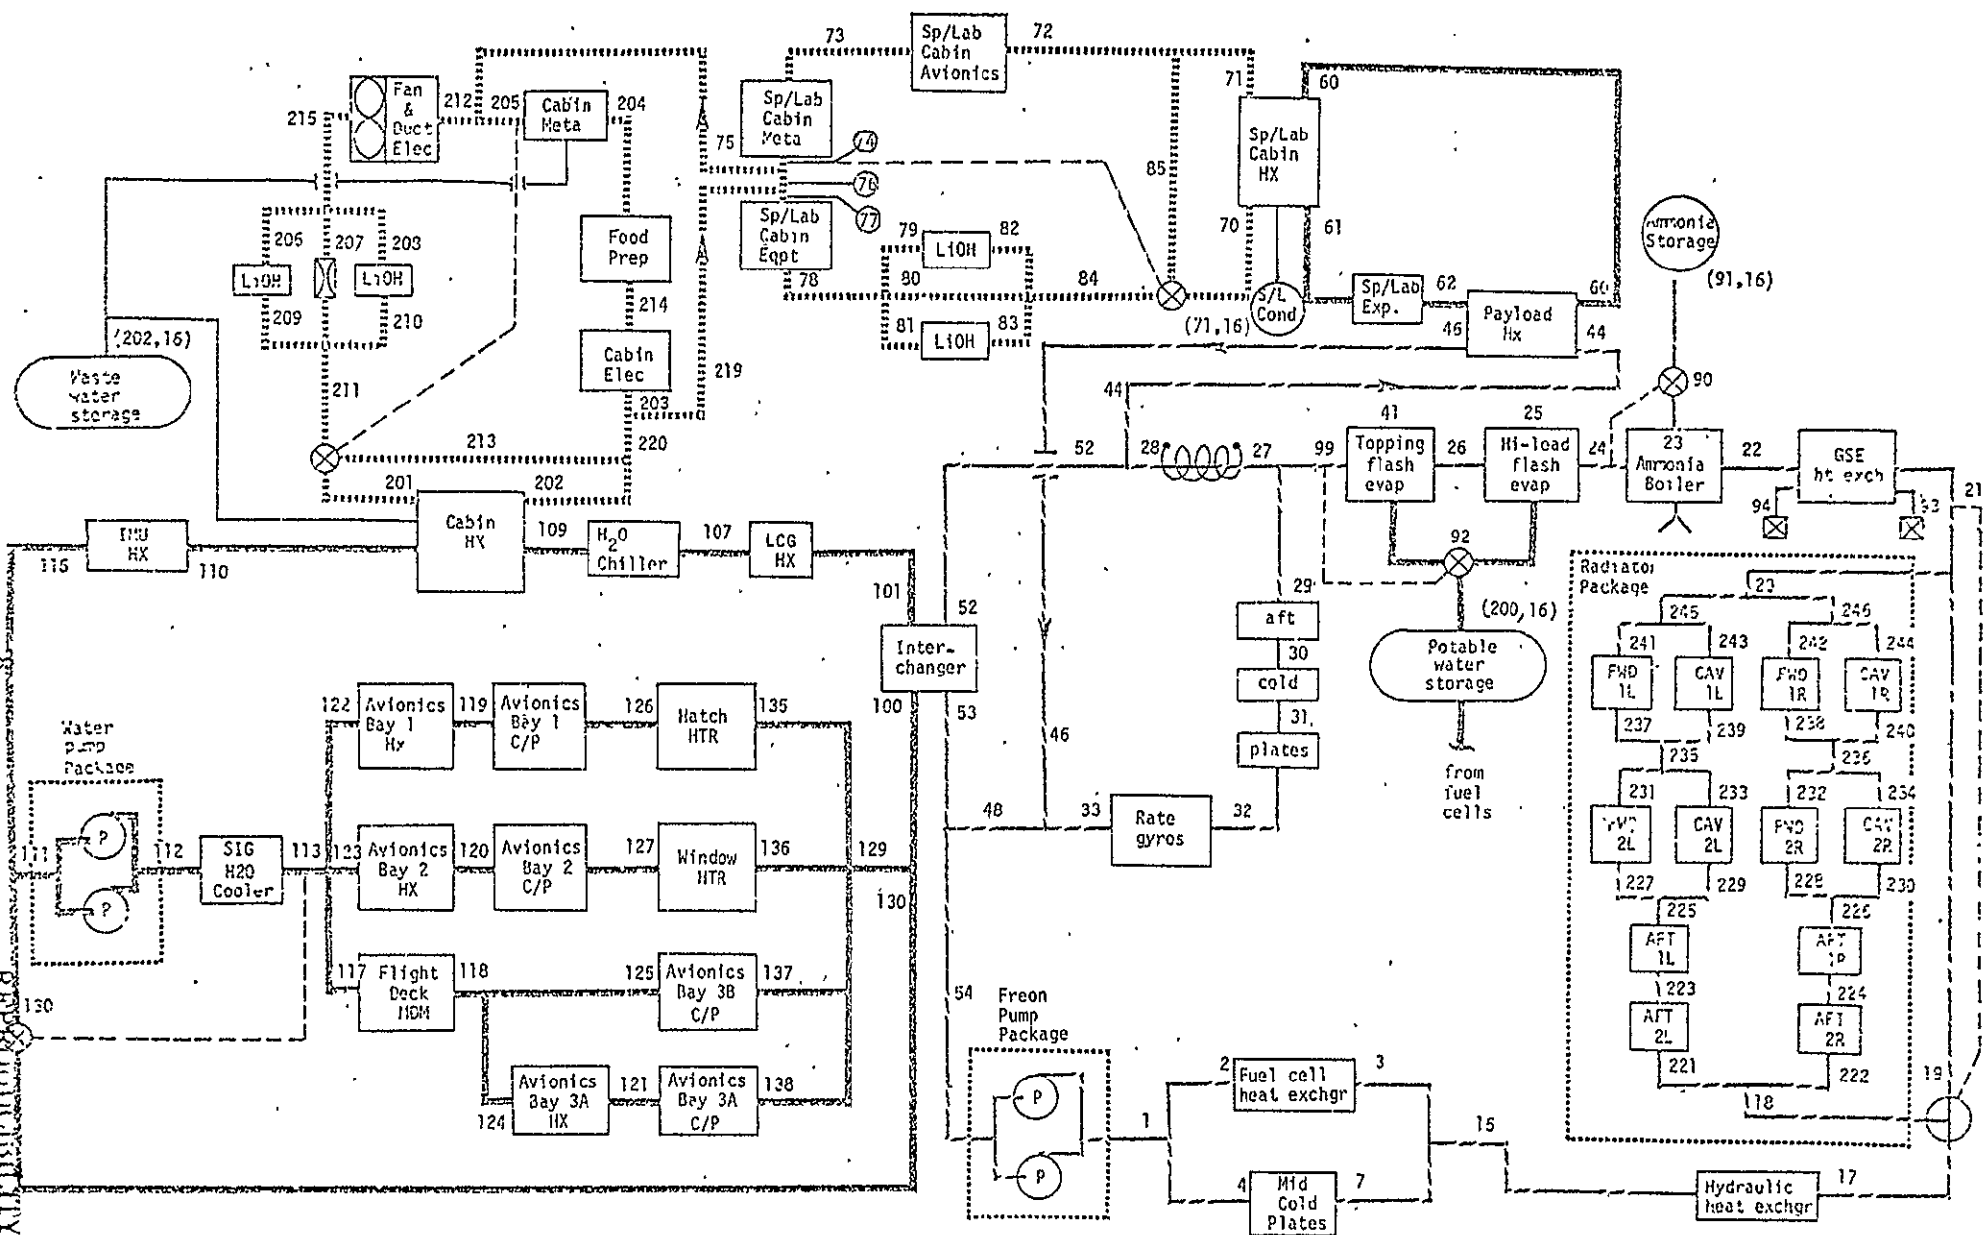 73
Sp/Lab
Cabin
Avionics
72
212
205
Cabin
Meta
204
Fan
&
Duct
Elec
215
Sp/Lab
Cabin
Meta
75
74
76
77
71
60
Sp/Lab
Cabin
HX
85
70
61
Sp/Lab
Cabin
Eqpt
78
79
LiOH
82
80
84
81
LiOH
83
S/L
Cond
(71,16)
Sp/Lab
Exp.
62
Payload
Hx
60
46
44
Ammonia
Storage
(91,16)
206
207
203
LiOH
LiOH
209
210
Food
Prep
214
Cabin
Elec
203
219
220
(202,16)
Waste
water
storage
211
213
201
202
44
90
52
28
27
99
41
Topping
flash
evap
26
25
Hi-load
flash
evap
24
23
Ammonia
Boiler
22
GSE
ht exch
94
93
21
IMU
HX
110
Cabin
HX
109
H2O
Chiller
107
LCG
HX
101
92
(200,16)
Potable
water
storage
from
fuel
cells
52
Inter-
changer
100
53
46
29
aft
30
cold
31
plates
48
33
Rate
gyros
32
Radiator
Package
23
245
246
241
243
242
244
FWD
1L
CAV
1L
FWD
1R
CAV
1R
237
239
238
240
235
236
231
233
232
234
FWD
2L
CAV
2L
FWD
2R
CAV
2R
227
229
228
230
225
226
AFT
1L
AFT
1R
223
224
AFT
2L
AFT
2R
221
222
18
19
Water
pump
Package
P
P
112
SIG
H2O
Cooler
113
122
Avionics
Bay 1
Hx
119
Avionics
Bay 1
C/P
126
Hatch
HTR
135
123
Avionics
Bay 2
HX
120
Avionics
Bay 2
C/P
127
Window
HTR
136
129
130
117
Flight
Deck
MDM
118
125
Avionics
Bay 3B
C/P
137
124
Avionics
Bay 3A
HX
121
Avionics
Bay 3A
C/P
138
130
54
Freon
Pump
Package
P
P
1
2
Fuel cell
heat exchgr
3
4
Mid
Cold
Plates
7
15
Hydraulic
heat exchgr
17